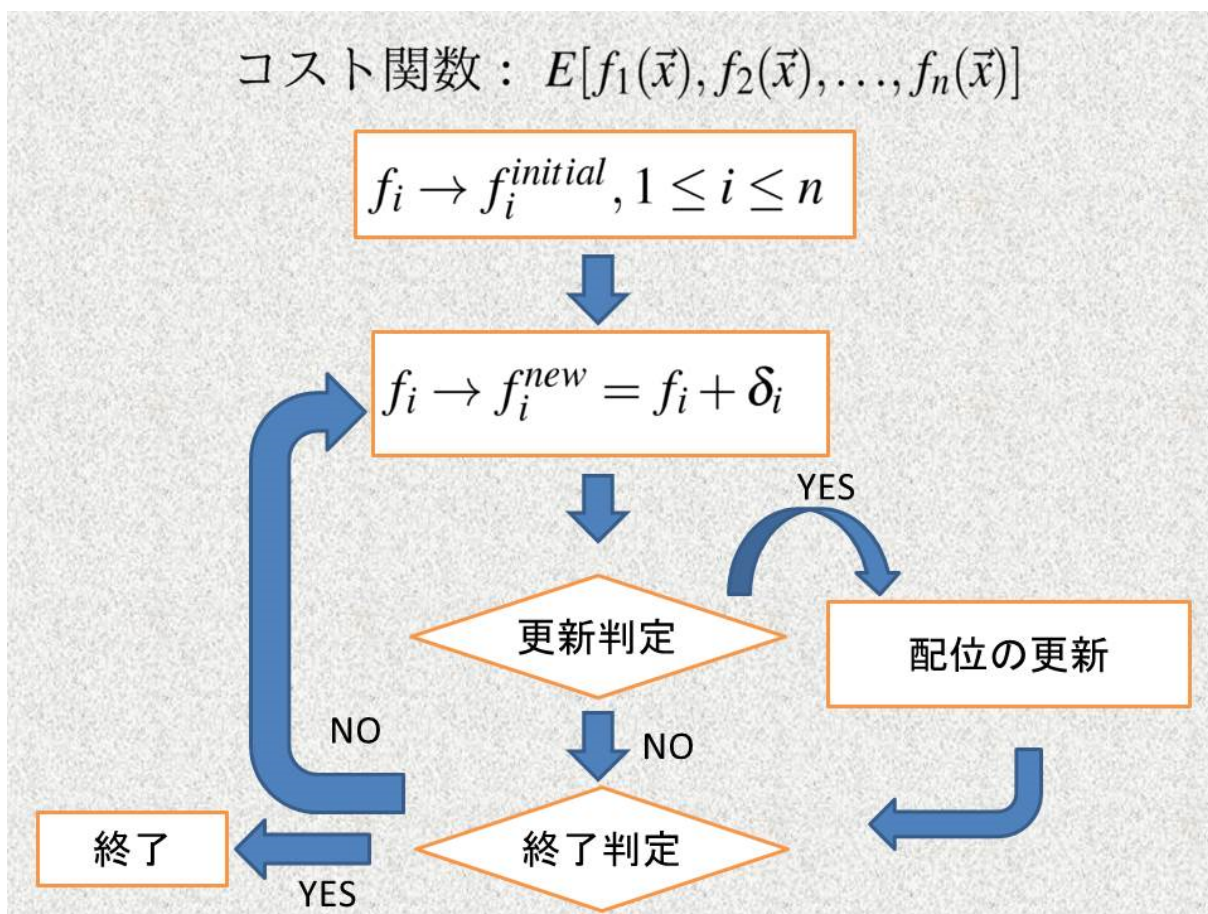 コスト関数： E[f₁(x⃗), f₂(x⃗), …, fₙ(x⃗)]
fᵢ → fᵢ^{initial}, 1 ≤ i ≤ n
fᵢ → fᵢ^{new} = fᵢ + δᵢ
YES
更新判定
配位の更新
NO
NO
終了判定
終了
YES